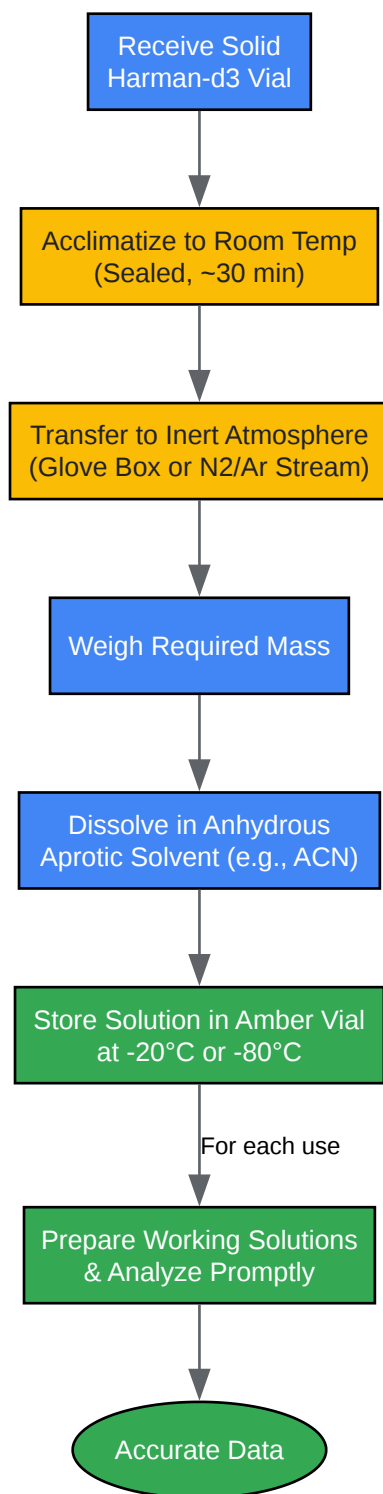 Receive Solid
Harman-d3 Vial
Acclimatize to Room Temp
(Sealed, ~30 min)
Transfer to Inert Atmosphere
(Glove Box or N2/Ar Stream)
Weigh Required Mass
Dissolve in Anhydrous
Aprotic Solvent (e.g., ACN)
Store Solution in Amber Vial
at -20°C or -80°C
For each use
Prepare Working Solutions
& Analyze Promptly
Accurate Data